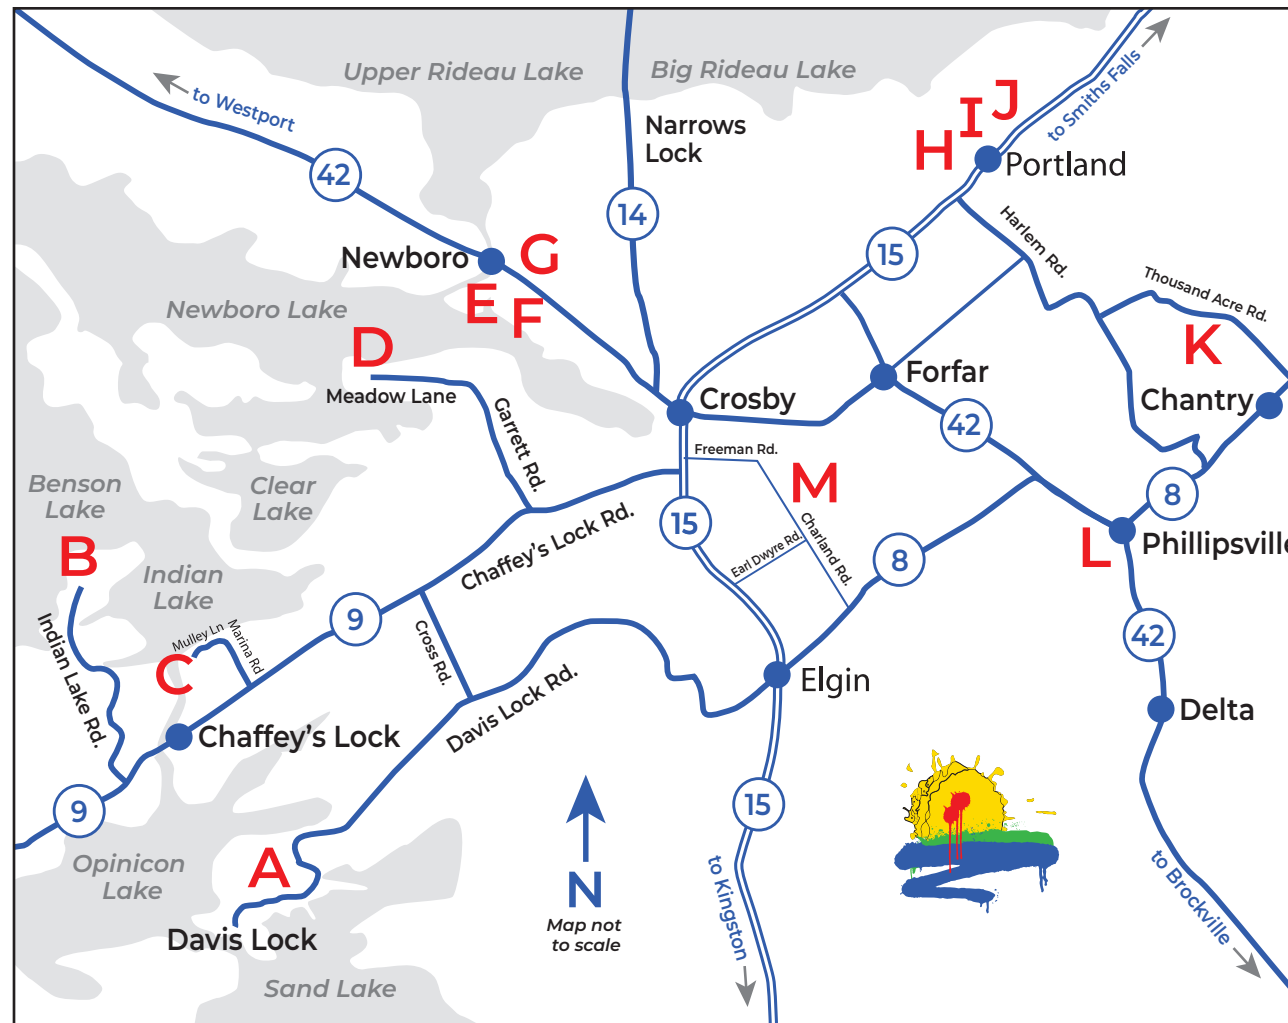 Upper Rideau Lake
Big Rideau Lake
to Westport
to Smiths Falls
Narrows
Lock
H
I
J
Portland
42
14
15
Harlem Rd.
Newboro
G
E
F
Newboro Lake
Thousand Acre Rd.
K
D
Meadow Lane
Garrett Rd.
Crosby
Forfar
Chantry
42
Freeman Rd.
M
Benson
Lake
Clear
Lake
15
Charland Rd.
Earl Dwyre Rd.
8
8
L
Phillipsville
B
Indian
Lake
Chaffey's Lock Rd.
9
Cross Rd.
Mulley Ln
Marina Rd
C
Indian Lake Rd.
Davis Lock Rd.
Elgin
42
Delta
Chaffey's Lock
9
15
Opinicon
Lake
A
N
Map not
to scale
to Kingston
to Brockville
Davis Lock
Sand Lake